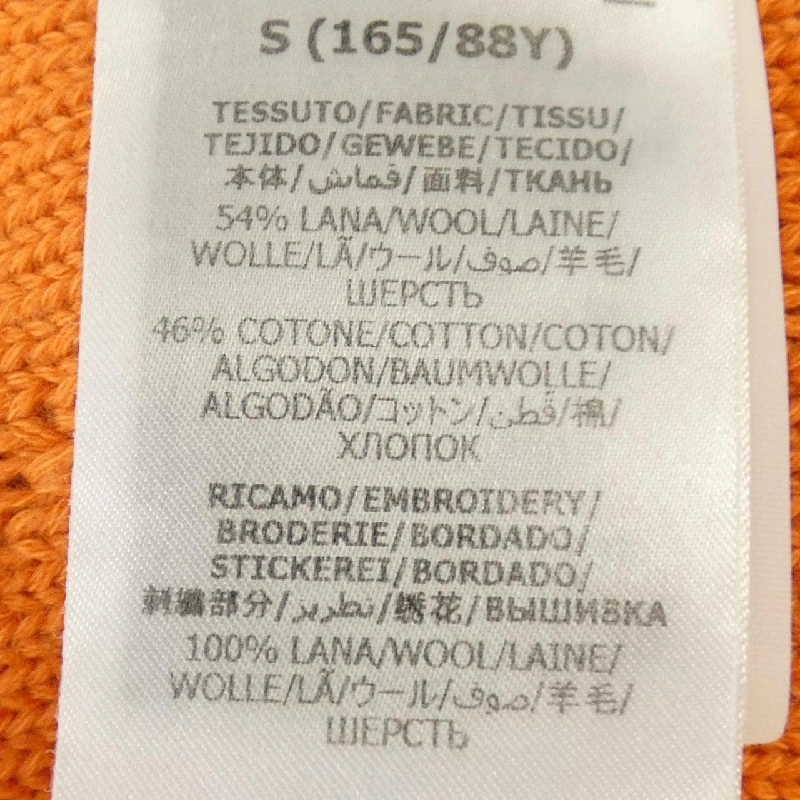 S (165/88Y)
TESSUTO/FABRIC/TISSU/
TEJIDO/GEWEBE/TECIDO/
本体/قماش/面料/ТКАНЬ
54% LANA/WOOL/LAINE/
WOLLE/LÃ/ウール/صوف/羊毛/
ШЕРСТЬ
46% COTONE/COTTON/COTON/
ALGODON/BAUMWOLLE/
ALGODÃO/コットン/قطن/棉/
ХЛОПОК
RICAMO/EMBROIDERY/
BRODERIE/BORDADO/
STICKEREI/BORDADO/
刺繍部分/تطريز/绣花/ВЫШИВКА
100% LANA/WOOL/LAINE/
WOLLE/LÃ/ウール/صوف/羊毛/
ШЕРСТЬ